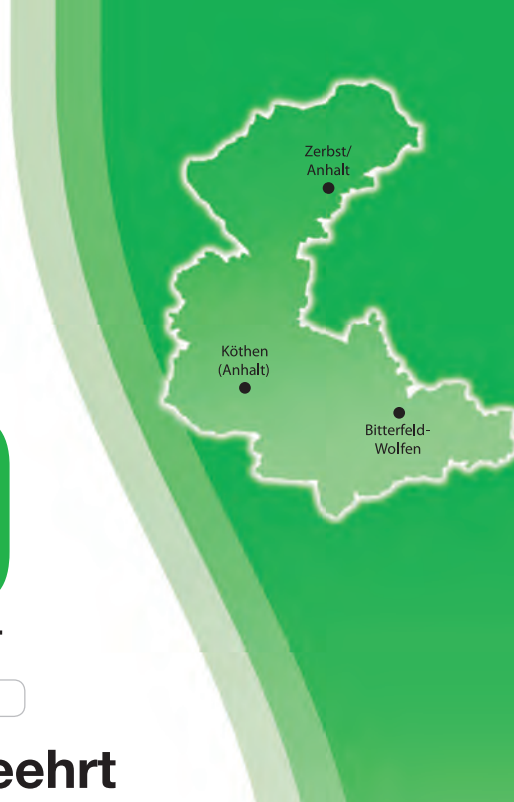 Zerbst/
Anhalt
Köthen
(Anhalt)
Bitterfeld-
Wolfen
eehrt